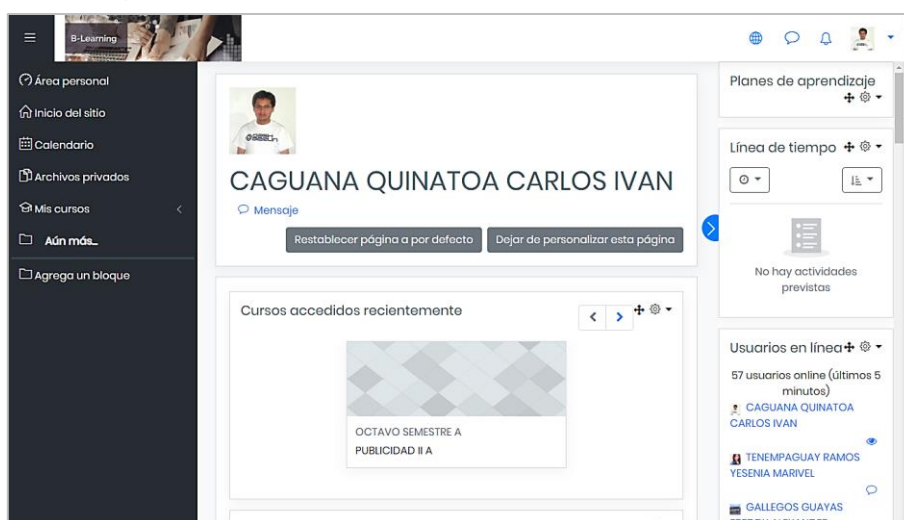 B-Learning
Área personal
Inicio del sitio
Calendario
Archivos privados
Mis cursos
Aún más...
Agrega un bloque
CAGUANA QUINATOA CARLOS IVAN
Mensaje
Restablecer página a por defecto
Dejar de personalizar esta página
Cursos accedidos recientemente
OCTAVO SEMESTRE A
PUBLICIDAD II A
Planes de aprendizaje
Línea de tiempo
No hay actividades
previstas
Usuarios en línea
57 usuarios online (últimos 5
minutos)
CAGUANA QUINATOA
CARLOS IVAN
TENEMPAGUAY RAMOS
YESENIA MARIVEL
GALLEGOS GUAYAS